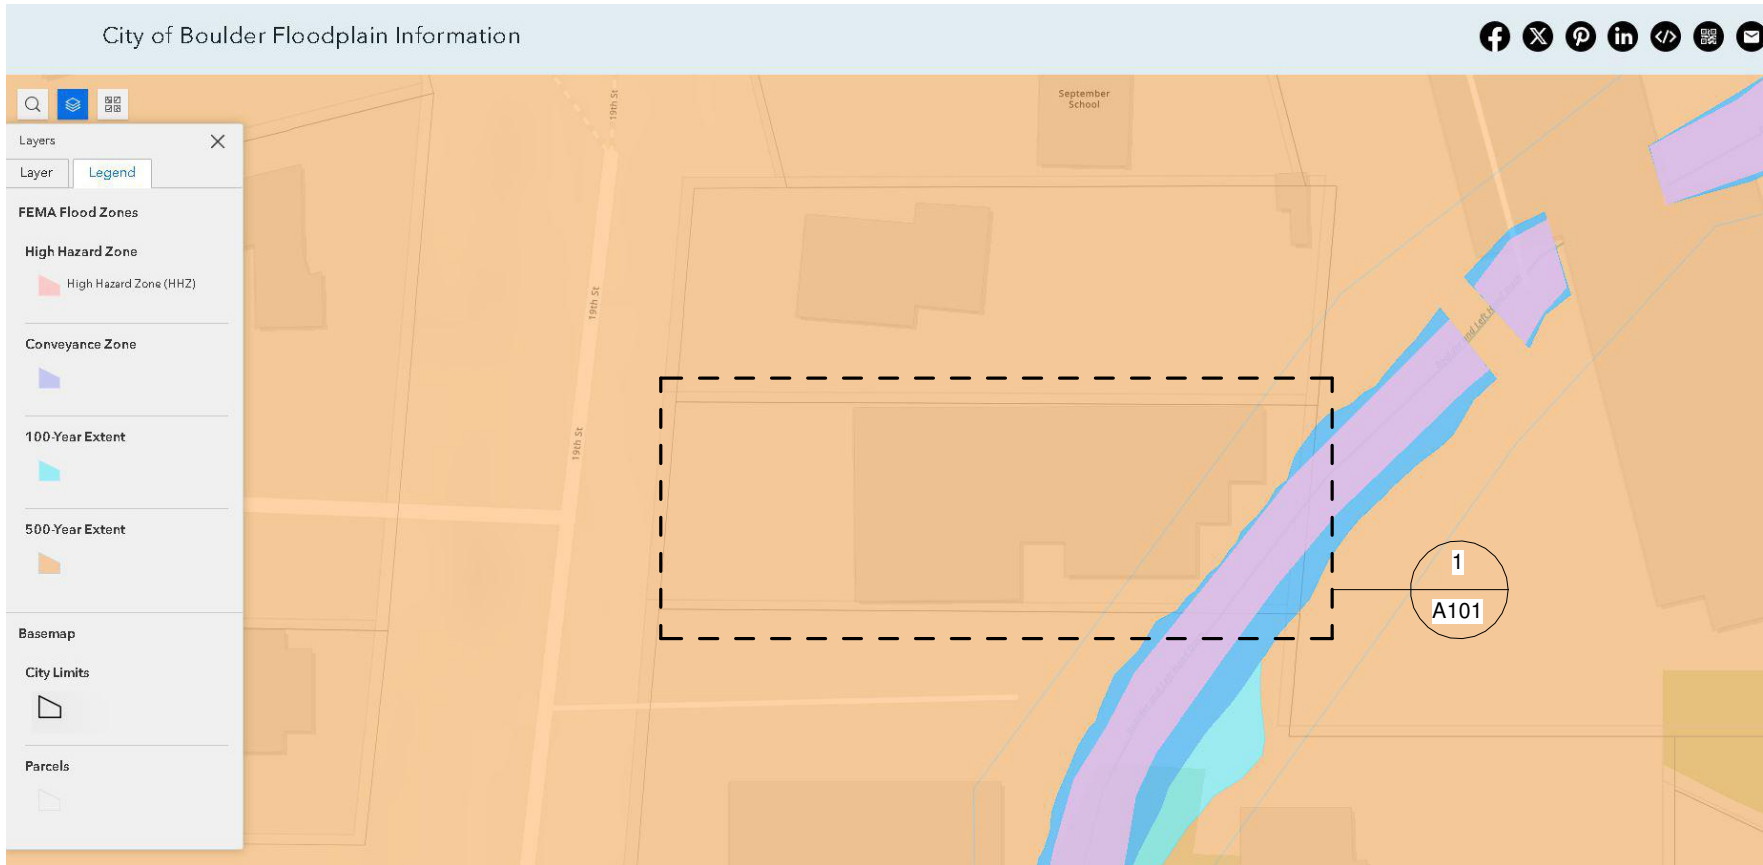 City of Boulder Floodplain Information
Layers
Layer
Legend
FEMA Flood Zones
High Hazard Zone
High Hazard Zone (HHZ)
Conveyance Zone
100-Year Extent
500-Year Extent
Basemap
City Limits
Parcels
19th St
September
School
19th St
19th St
and Left
1
A101